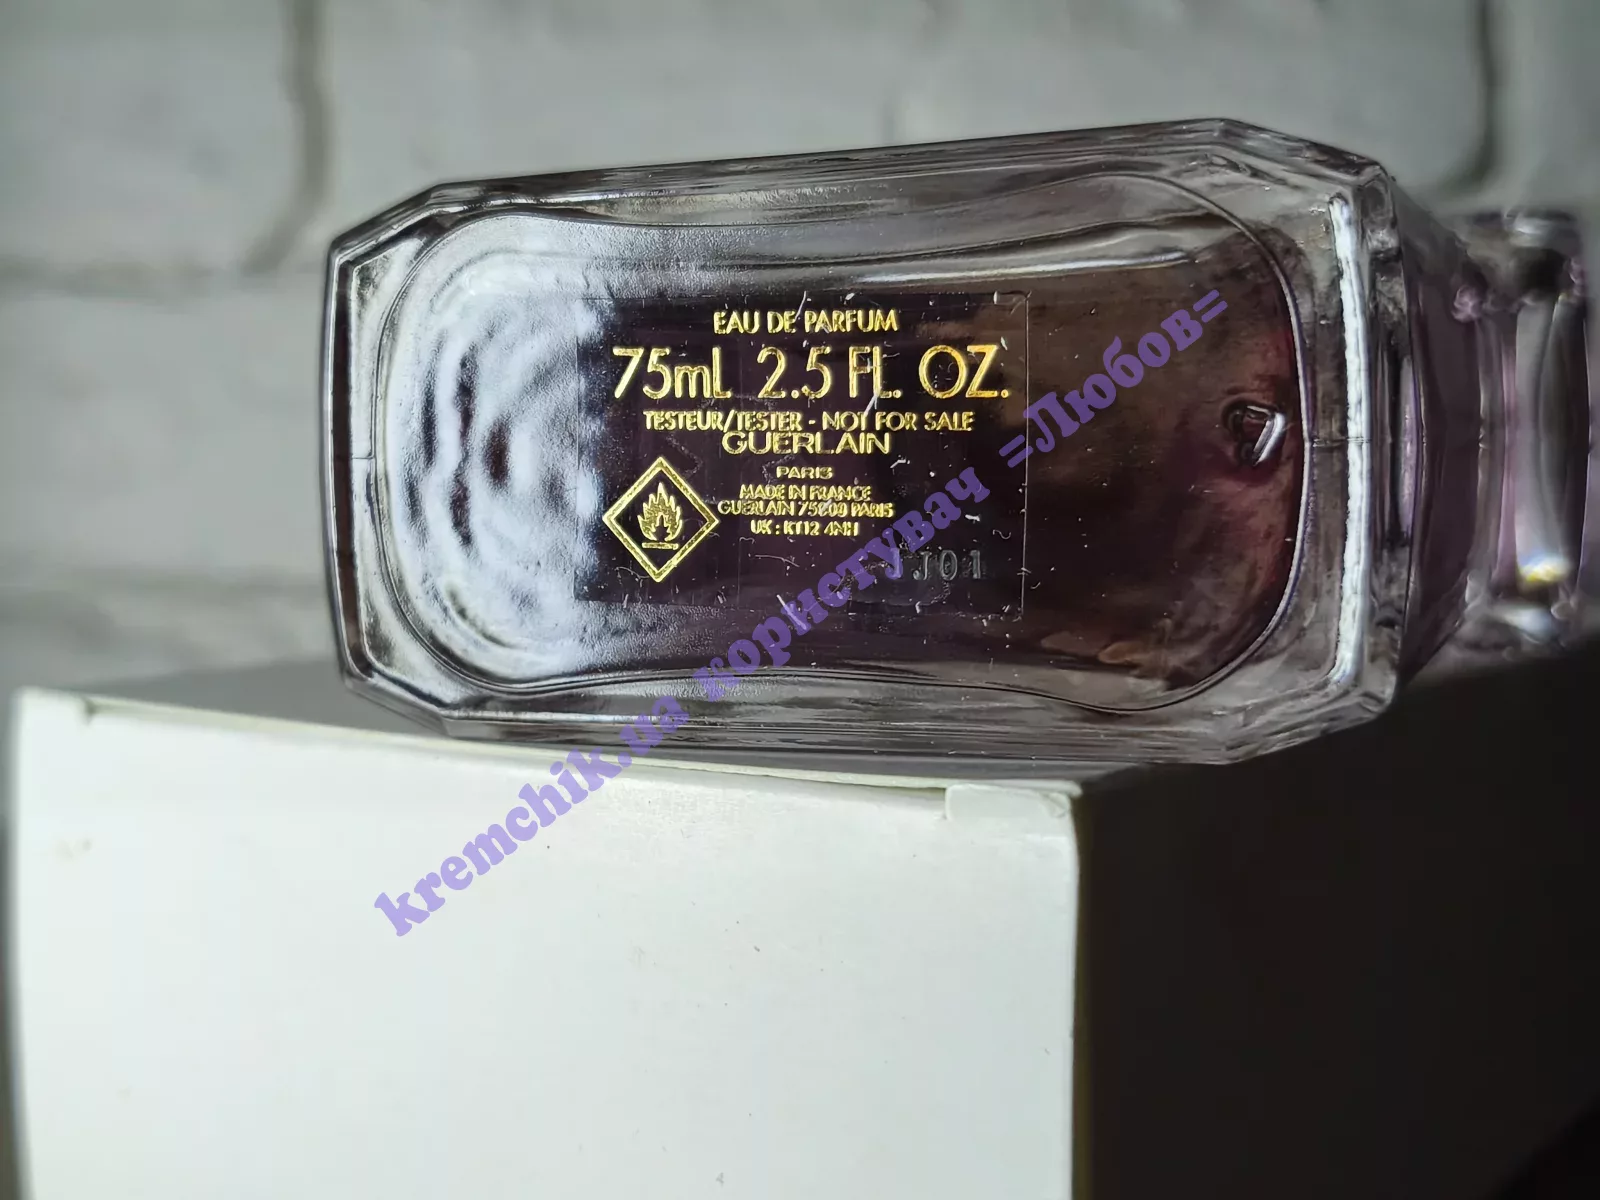 EAU DE PARFUM
75mL 2.5 FL. OZ.
TESTEUR/TESTER - NOT FOR SALE
GUERLAIN
PARIS
MADE IN FRANCE
GUERLAIN 75008 PARIS
UK : KT12 4NH
JO1
kremchik.ua користувач =Любов=